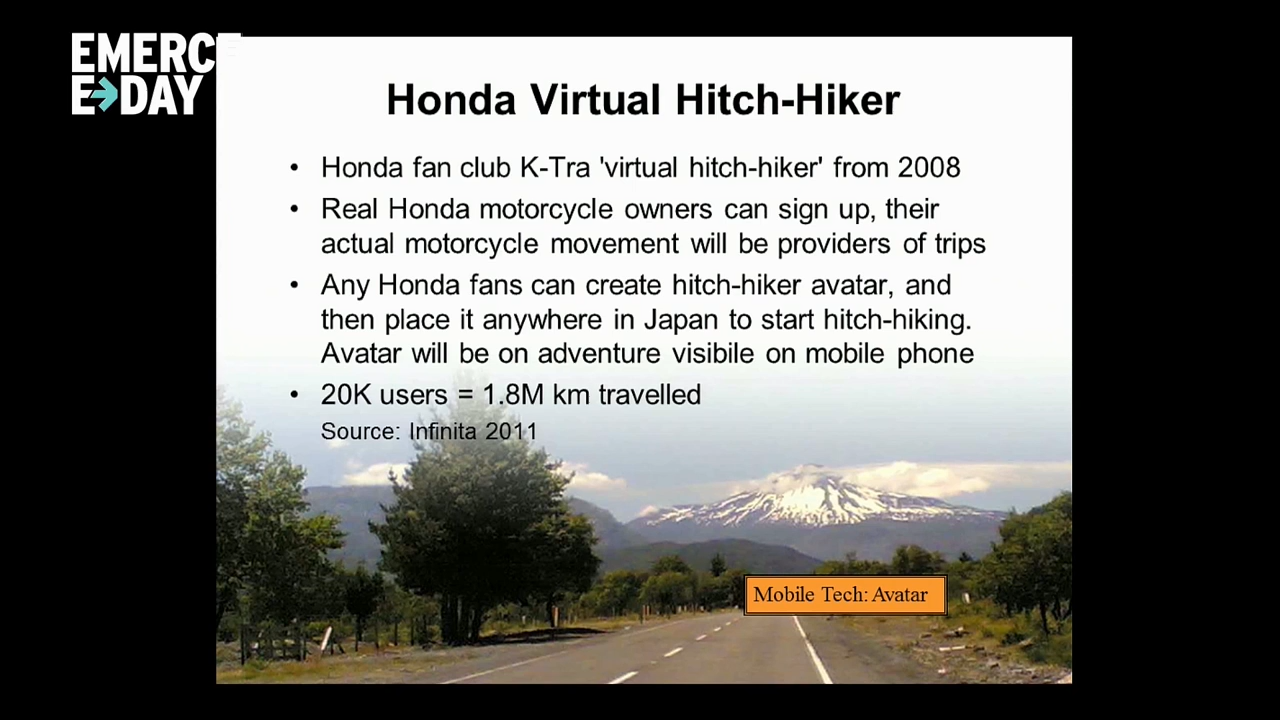 EMERCE
E→DAY
Honda Virtual Hitch-Hiker
• Honda fan club K-Tra 'virtual hitch-hiker' from 2008
• Real Honda motorcycle owners can sign up, their
actual motorcycle movement will be providers of trips
• Any Honda fans can create hitch-hiker avatar, and
then place it anywhere in Japan to start hitch-hiking.
Avatar will be on adventure visibile on mobile phone
• 20K users = 1.8M km travelled
Source: Infinita 2011
Mobile Tech: Avatar